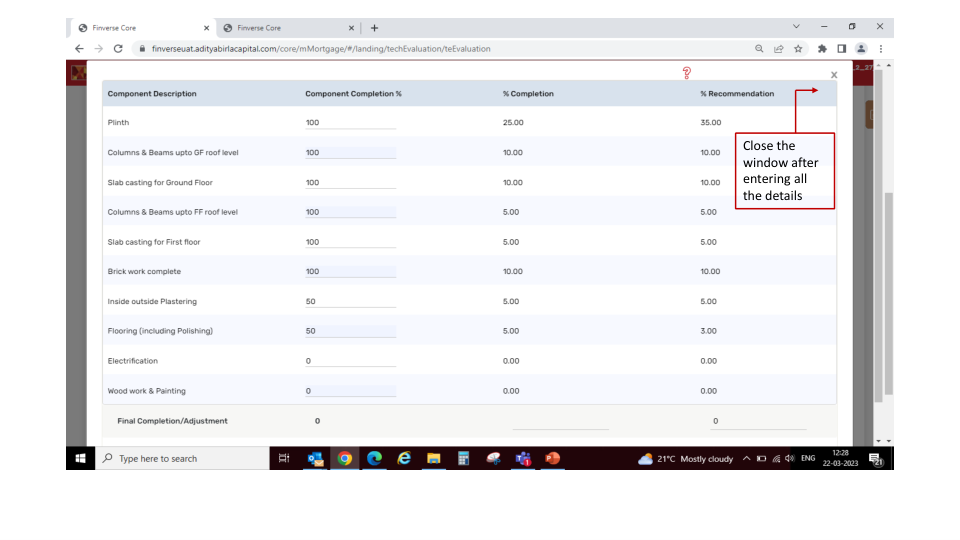 Finverse Core × Finverse Core × +
finverseuat.adityabirlacapital.com/core/mMortgage/#/landing/techEvaluation/teEvaluation
2_27
x
Component Description Component Completion % % Completion % Recommendation
Plinth 100 25.00 35.00
Columns & Beams upto GF roof level 100 10.00 10.00
Slab casting for Ground Floor 100 10.00 10.00
Columns & Beams upto FF roof level 100 5.00 5.00
Slab casting for First floor 100 5.00 5.00
Brick work complete 100 10.00 10.00
Inside outside Plastering 50 5.00 5.00
Flooring (including Polishing) 50 5.00 3.00
Electrification 0 0.00 0.00
Wood work & Painting 0 0.00 0.00
Final Completion/Adjustment 0 0
Close the
window after
entering all
the details
Type here to search
21°C Mostly cloudy ENG
12:28
22-03-2023
21